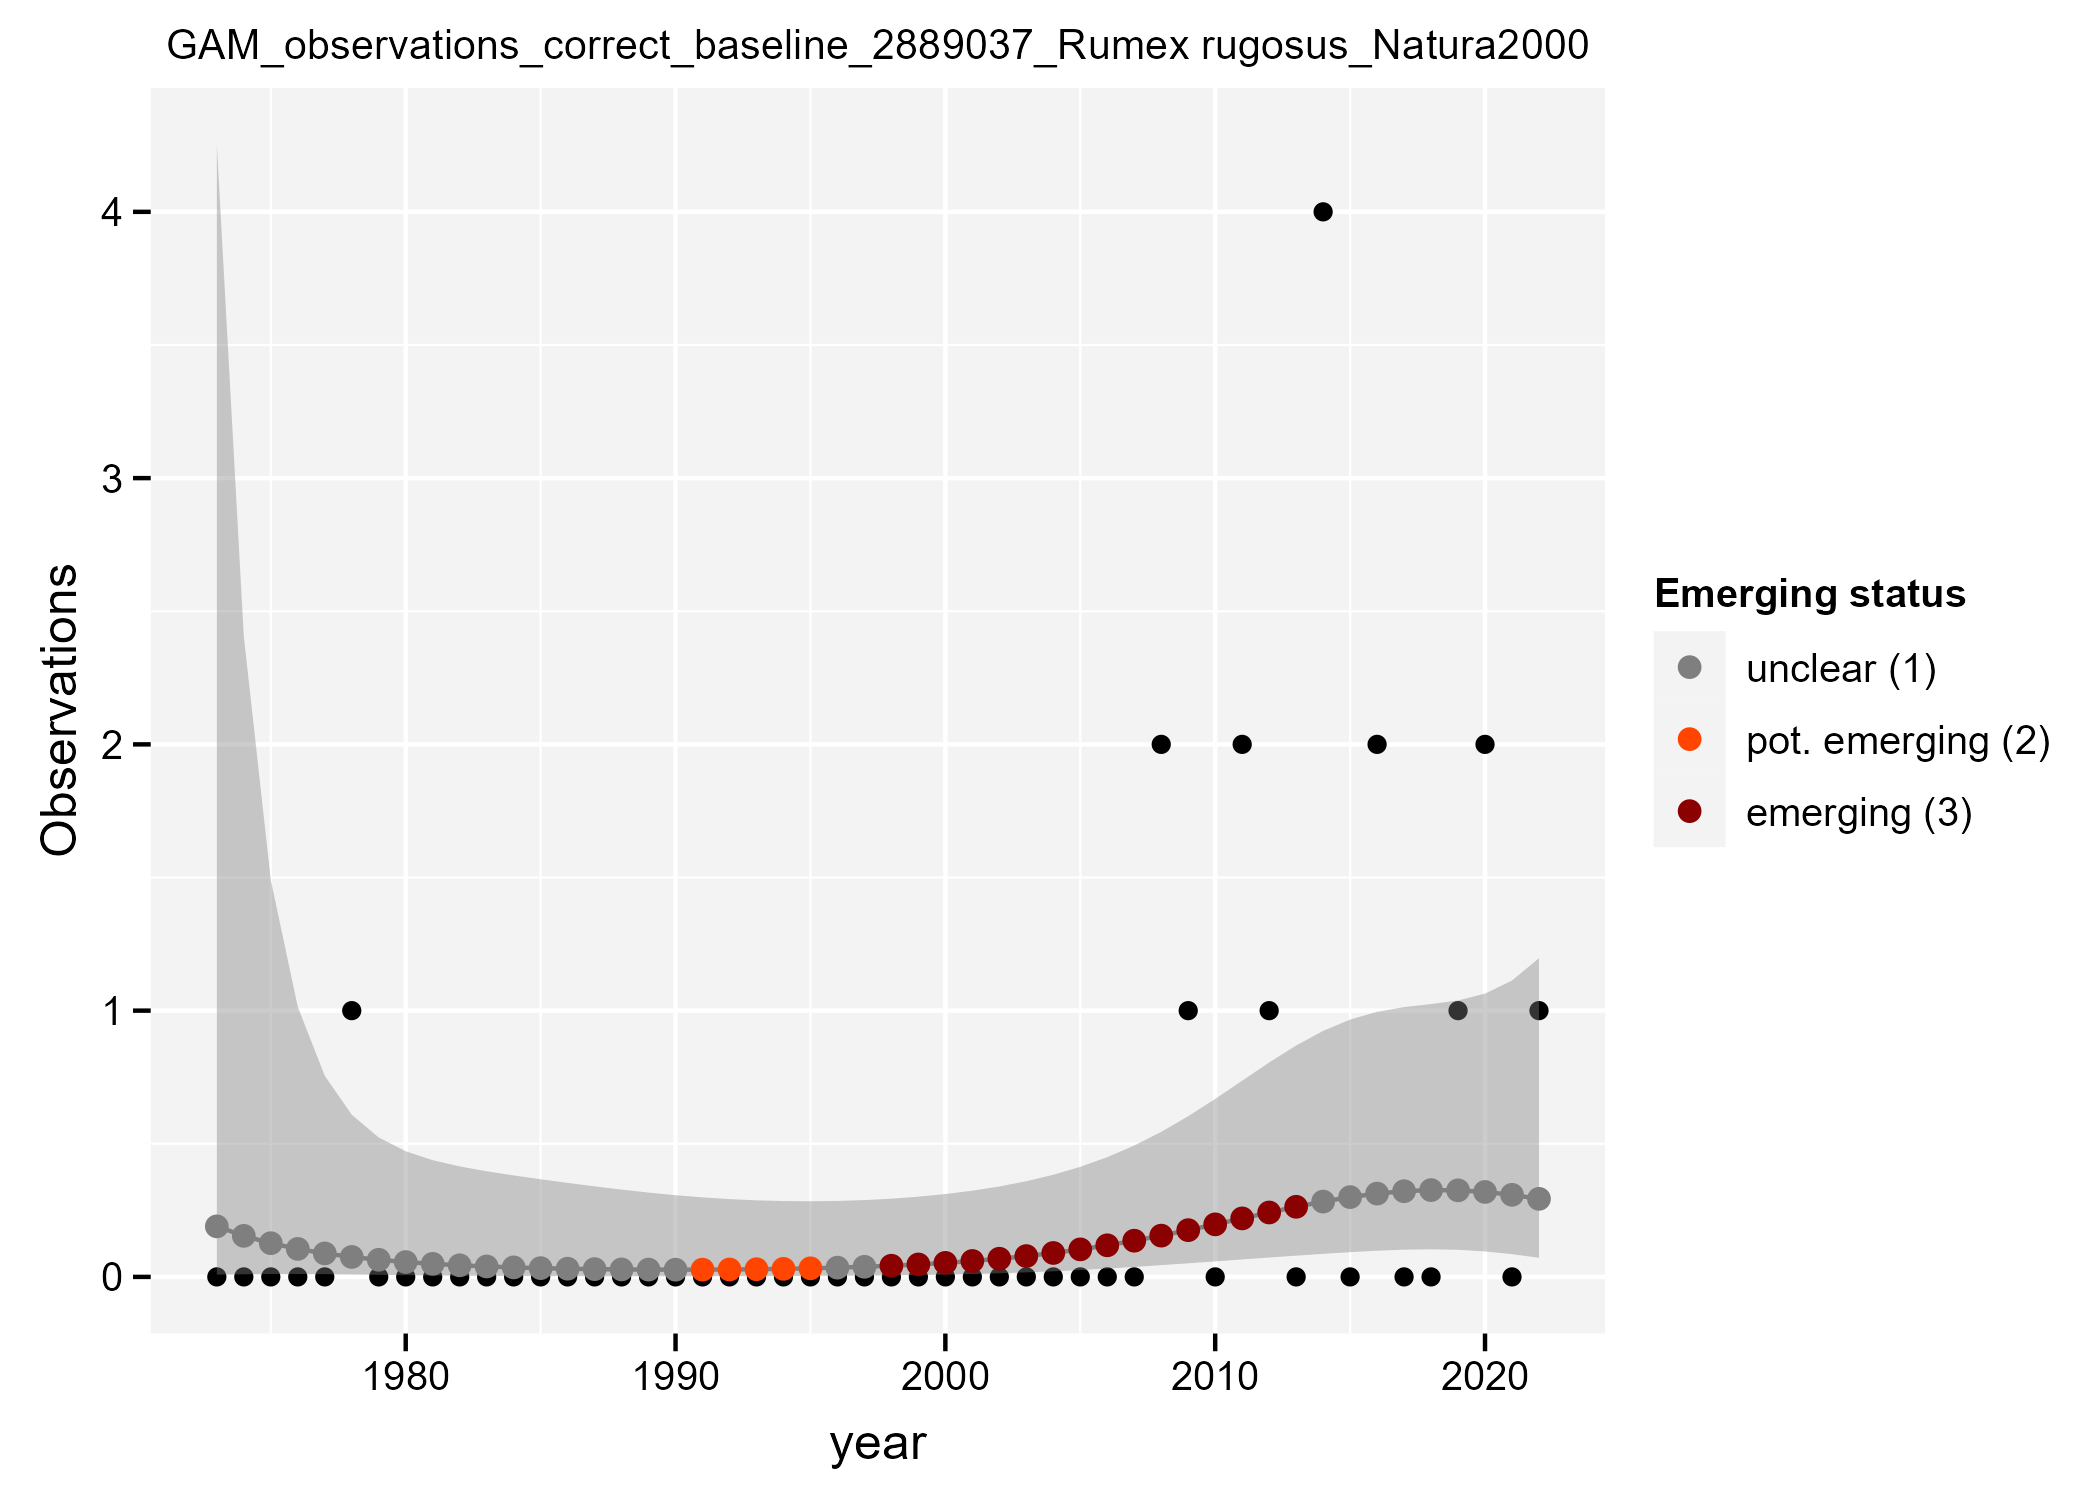 GAM_observations_correct_baseline_2889037_Rumex rugosus_Natura2000
Observations
4
3
2
1
0
1980 1990 2000 2010 2020
year
Emerging status
unclear (1)
pot. emerging (2)
emerging (3)